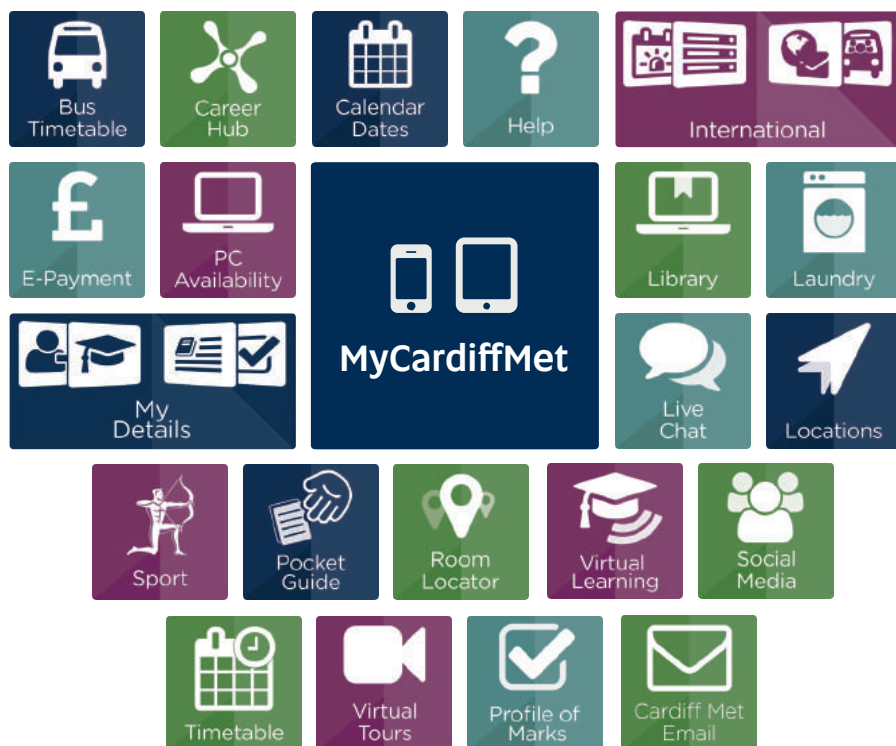 Bus
Timetable
Career
Hub
Calendar
Dates
Help
International
£
E-Payment
PC
Availability
MyCardiffMet
Library
Laundry
My
Details
Live
Chat
Locations
Sport
Pocket
Guide
Room
Locator
Virtual
Learning
Social
Media
Timetable
Virtual
Tours
Profile of
Marks
Cardiff Met
Email